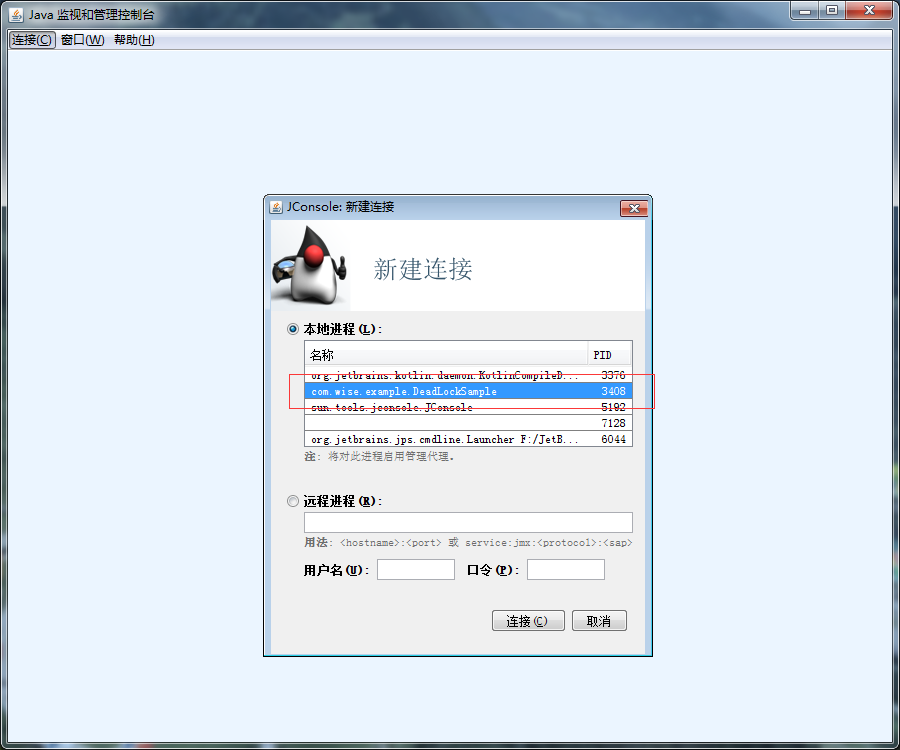 Java 监视和管理控制台
连接(C) 窗口(W) 帮助(H)
JConsole: 新建连接
新建连接
本地进程(L):
名称 PID
org.jetbrains.kotlin.daemon.KotlinCompileD... 3376
com.wise.example.DeadLockSample 3408
sun.tools.jconsole.JConsole 5192
7128
org.jetbrains.jps.cmdline.Launcher F:/JetB... 6044
注: 将对此进程启用管理代理。
远程进程(R):
用法: <hostname>:<port> 或 service:jmx:<protocol>:<sap>
用户名(U): 口令(P):
连接(C) 取消